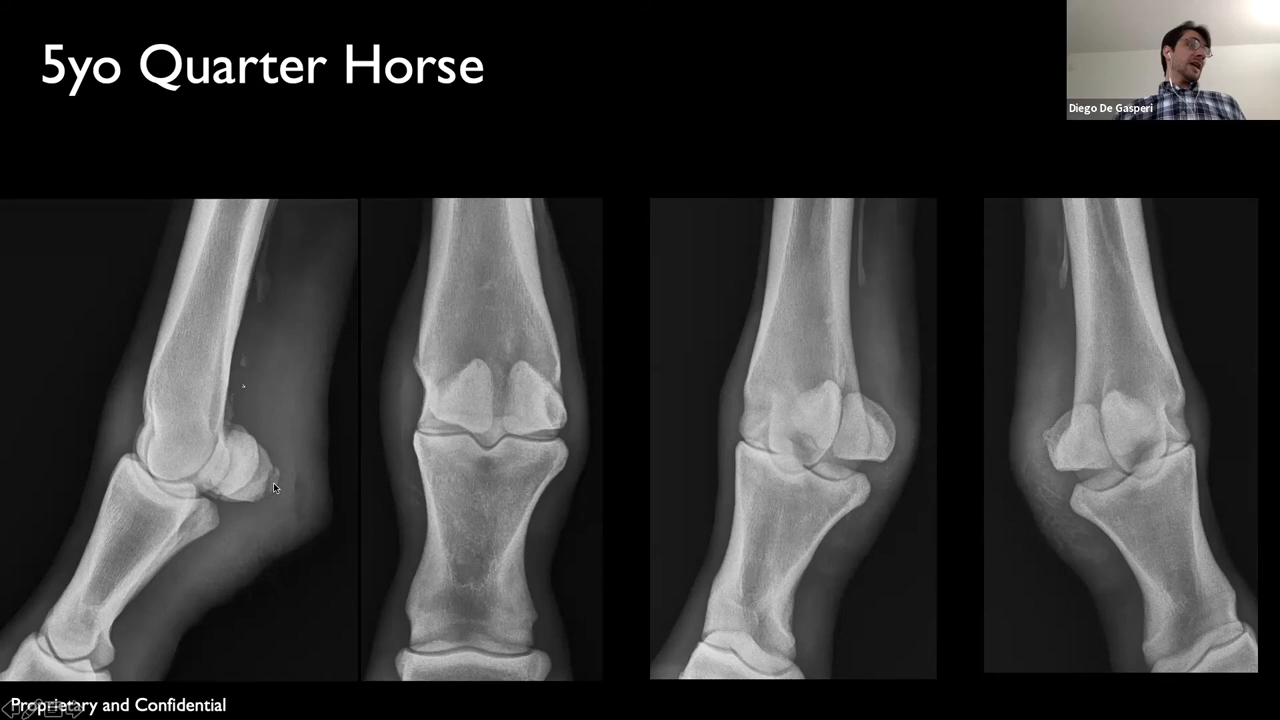 5yo Quarter Horse
Diego De Gasperi
Proprietary and Confidential